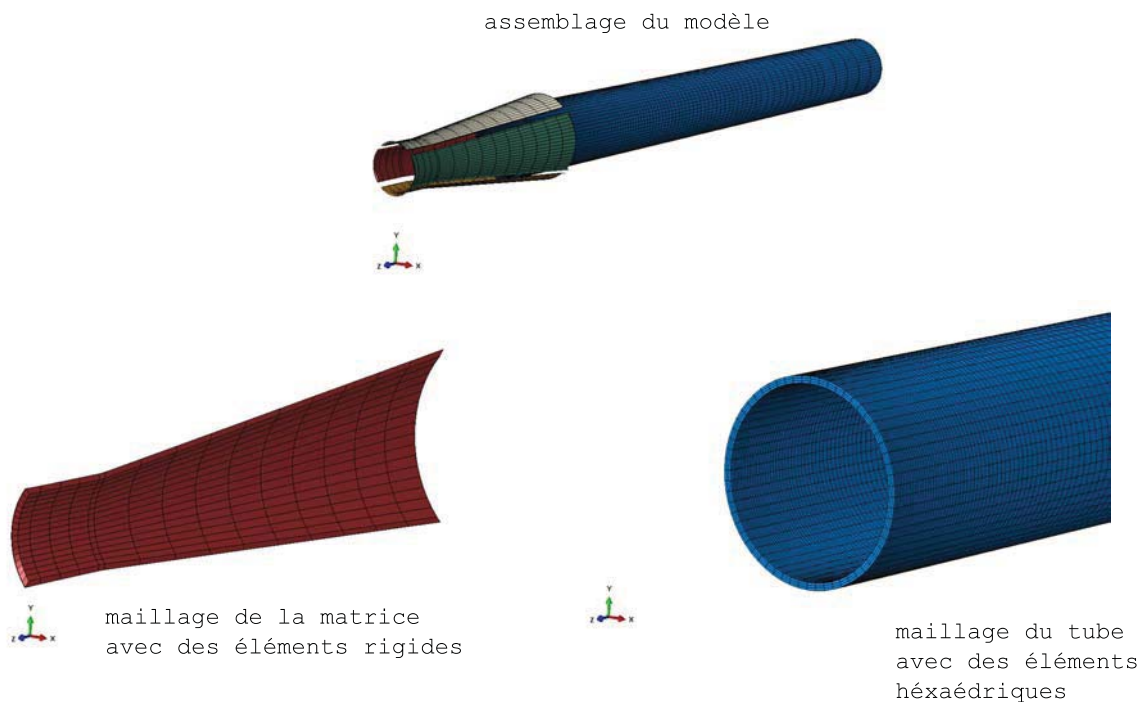 assemblage du modèle
Y
Z X
maillage de la matrice
avec des éléments rigides
Y
Z X
maillage du tube
avec des éléments
héxaédriques
Y
Z X